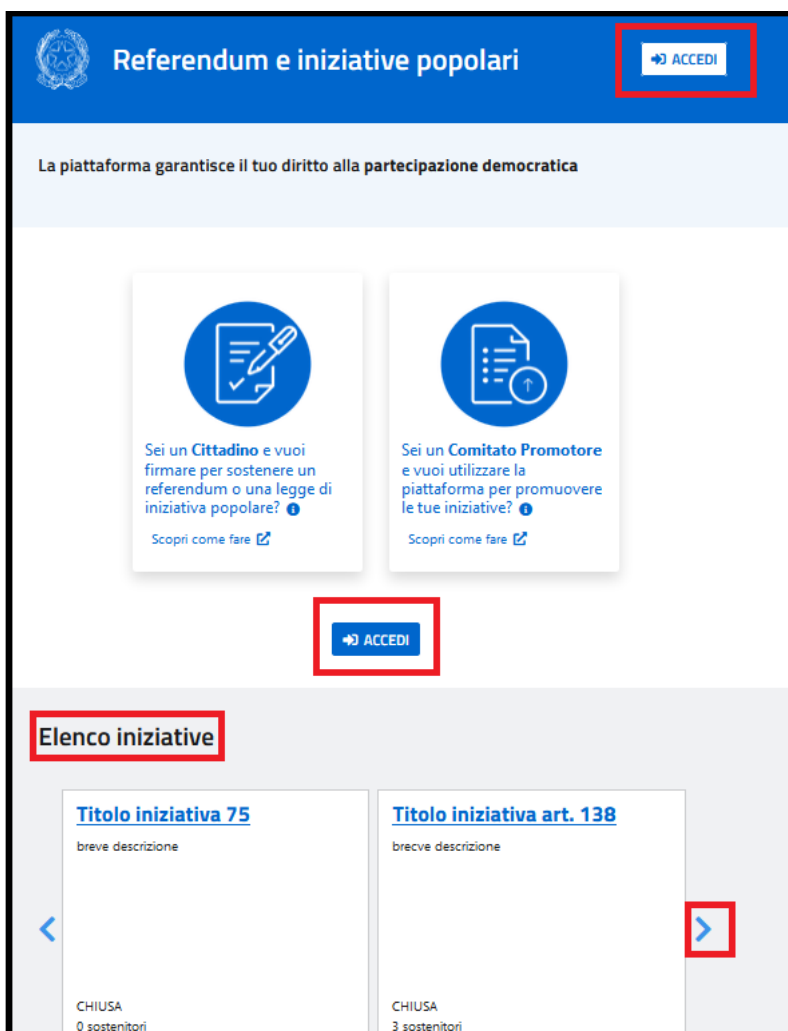 Referendum e iniziative popolari
ACCEDI
La piattaforma garantisce il tuo diritto alla partecipazione democratica
Sei un Cittadino e vuoi
firmare per sostenere un
referendum o una legge di
iniziativa popolare?
Scopri come fare
Sei un Comitato Promotore
e vuoi utilizzare la
piattaforma per promuovere
le tue iniziative?
Scopri come fare
ACCEDI
Elenco iniziative
Titolo iniziativa 75
breve descrizione
CHIUSA
0 sostenitori
Titolo iniziativa art. 138
brecve descrizione
CHIUSA
3 sostenitori